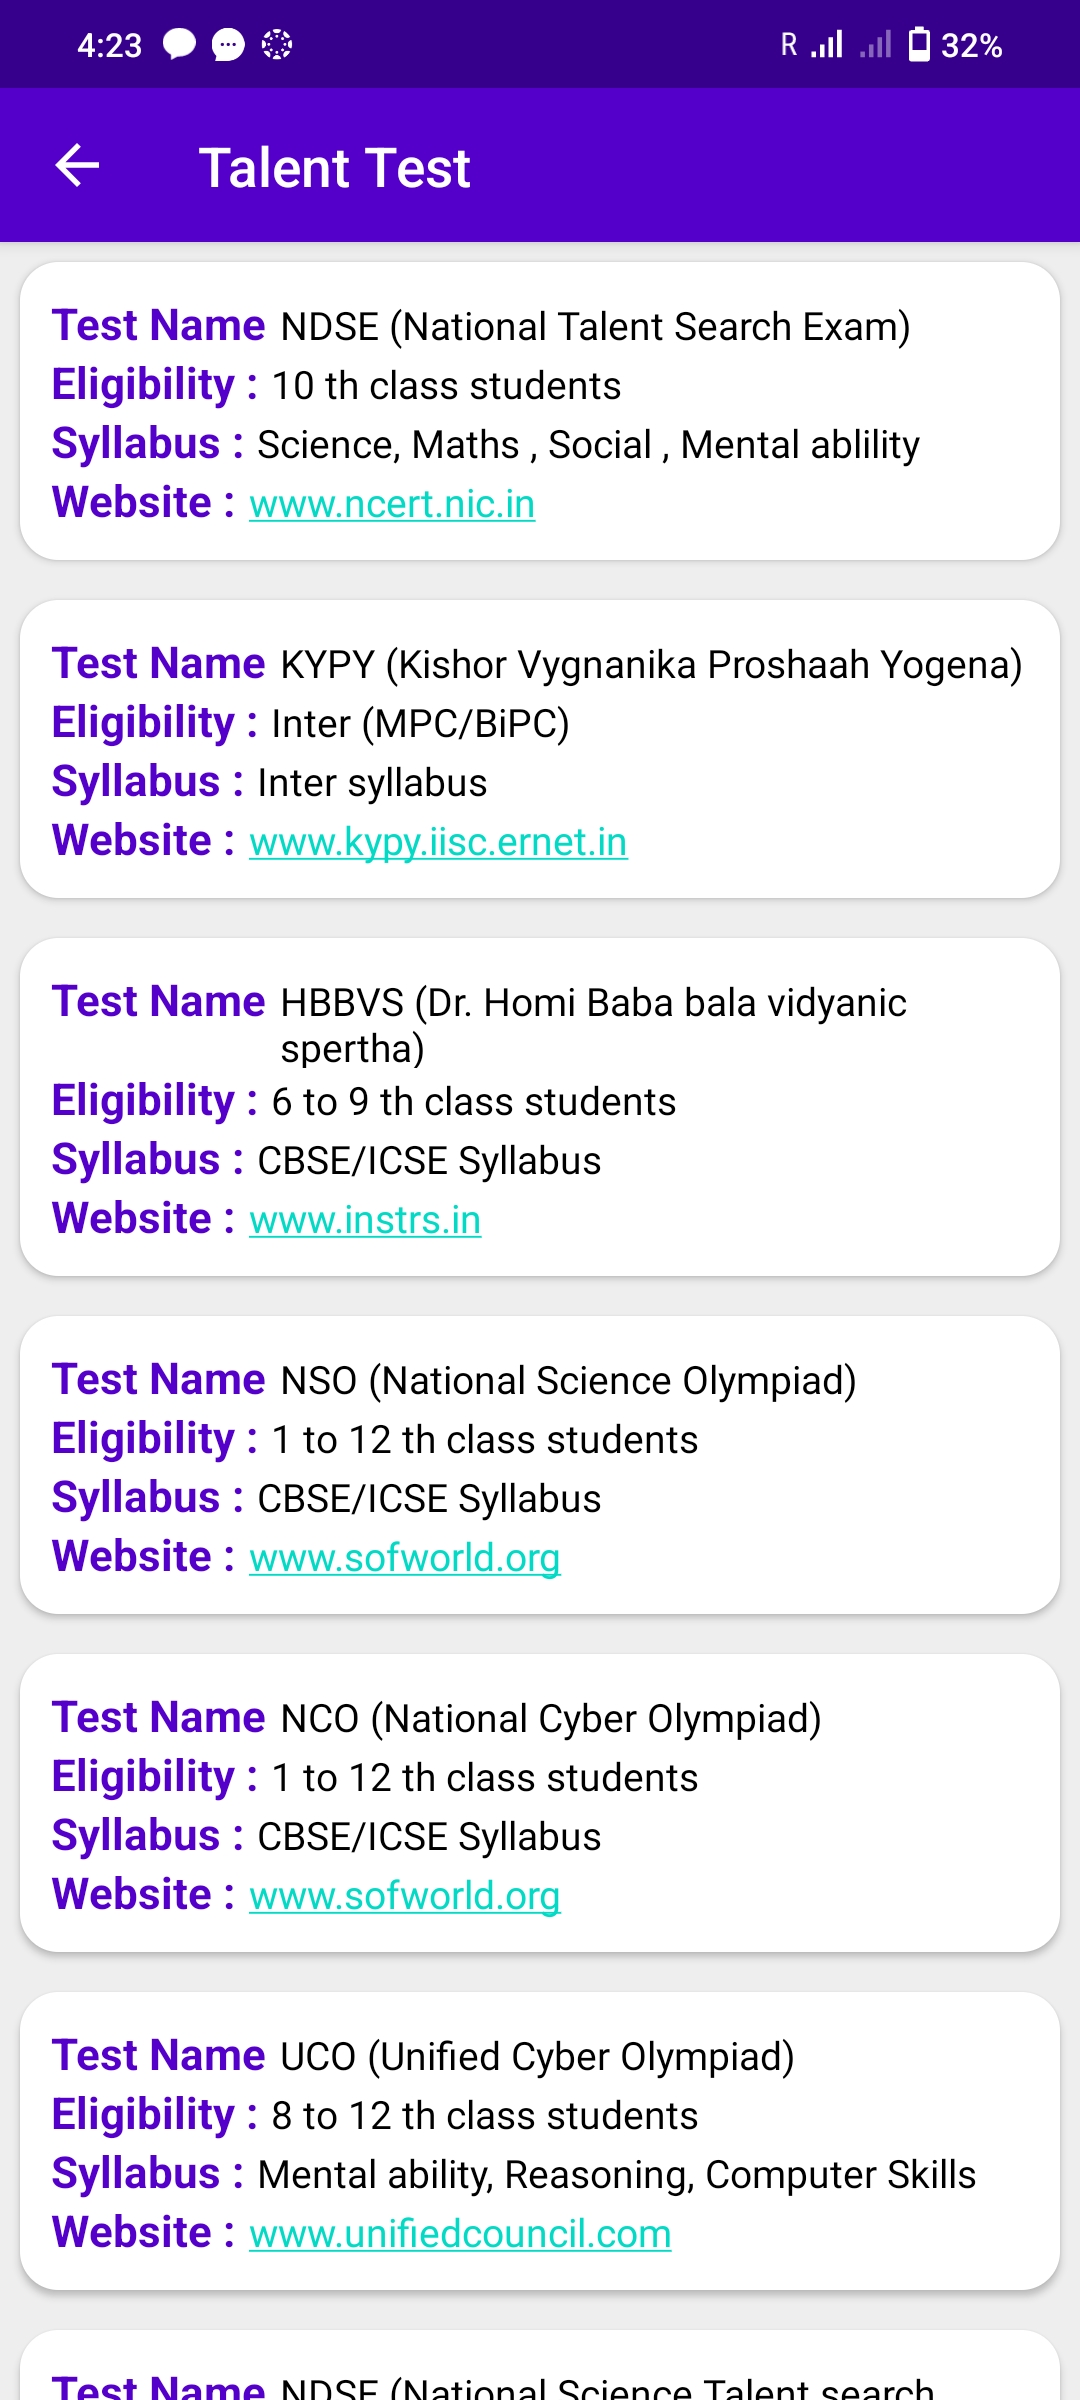 4:23 R 32%
Talent Test
Test Name NDSE (National Talent Search Exam)
Eligibility : 10 th class students
Syllabus : Science, Maths , Social , Mental ablility
Website : www.ncert.nic.in
Test Name KYPY (Kishor Vygnanika Proshaah Yogena)
Eligibility : Inter (MPC/BiPC)
Syllabus : Inter syllabus
Website : www.kypy.iisc.ernet.in
Test Name HBBVS (Dr. Homi Baba bala vidyanic
spertha)
Eligibility : 6 to 9 th class students
Syllabus : CBSE/ICSE Syllabus
Website : www.instrs.in
Test Name NSO (National Science Olympiad)
Eligibility : 1 to 12 th class students
Syllabus : CBSE/ICSE Syllabus
Website : www.sofworld.org
Test Name NCO (National Cyber Olympiad)
Eligibility : 1 to 12 th class students
Syllabus : CBSE/ICSE Syllabus
Website : www.sofworld.org
Test Name UCO (Unified Cyber Olympiad)
Eligibility : 8 to 12 th class students
Syllabus : Mental ability, Reasoning, Computer Skills
Website : www.unifiedcouncil.com
Test Name NDSE (National Science Talent search